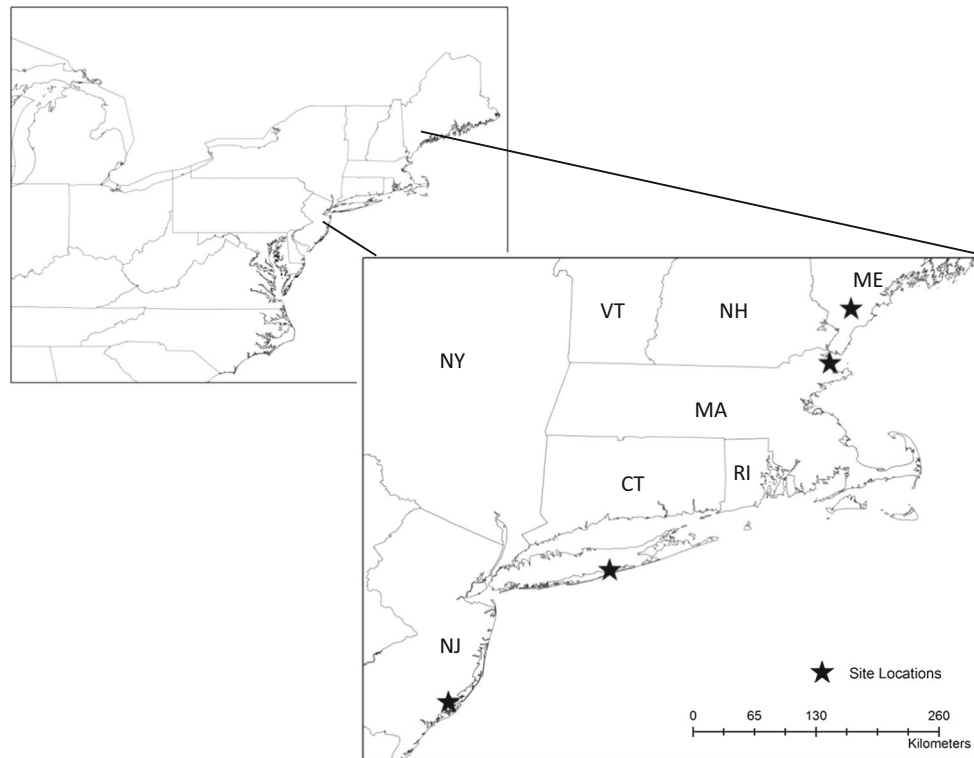 ME
VT
NH
NY
MA
RI
CT
NJ
Site Locations
0 65 130 260
Kilometers